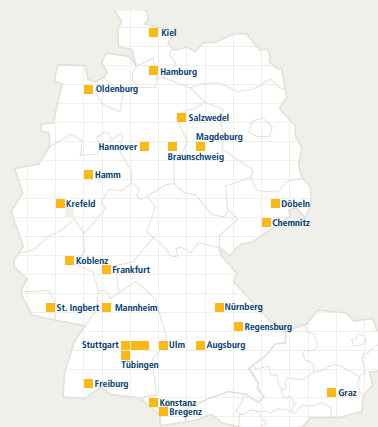 Kiel
Hamburg
Oldenburg
Salzwedel
Magdeburg
Hannover
Braunschweig
Hamm
Krefeld
Döbeln
Chemnitz
Koblenz
Frankfurt
St. Ingbert
Mannheim
Nürnberg
Regensburg
Stuttgart
Ulm
Augsburg
Tübingen
Freiburg
Graz
Konstanz
Bregenz